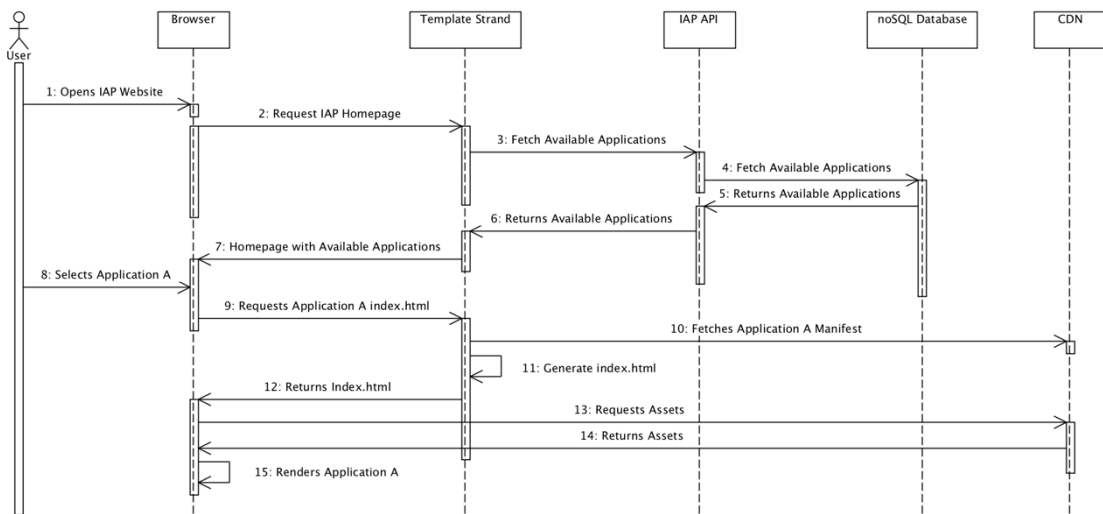 Browser
Template Strand
IAP API
noSQL Database
CDN
User
1: Opens IAP Website
2: Request IAP Homepage
3: Fetch Available Applications
4: Fetch Available Applications
5: Returns Available Applications
6: Returns Available Applications
7: Homepage with Available Applications
8: Selects Application A
9: Requests Application A index.html
10: Fetches Application A Manifest
11: Generate index.html
12: Returns Index.html
13: Requests Assets
14: Returns Assets
15: Renders Application A